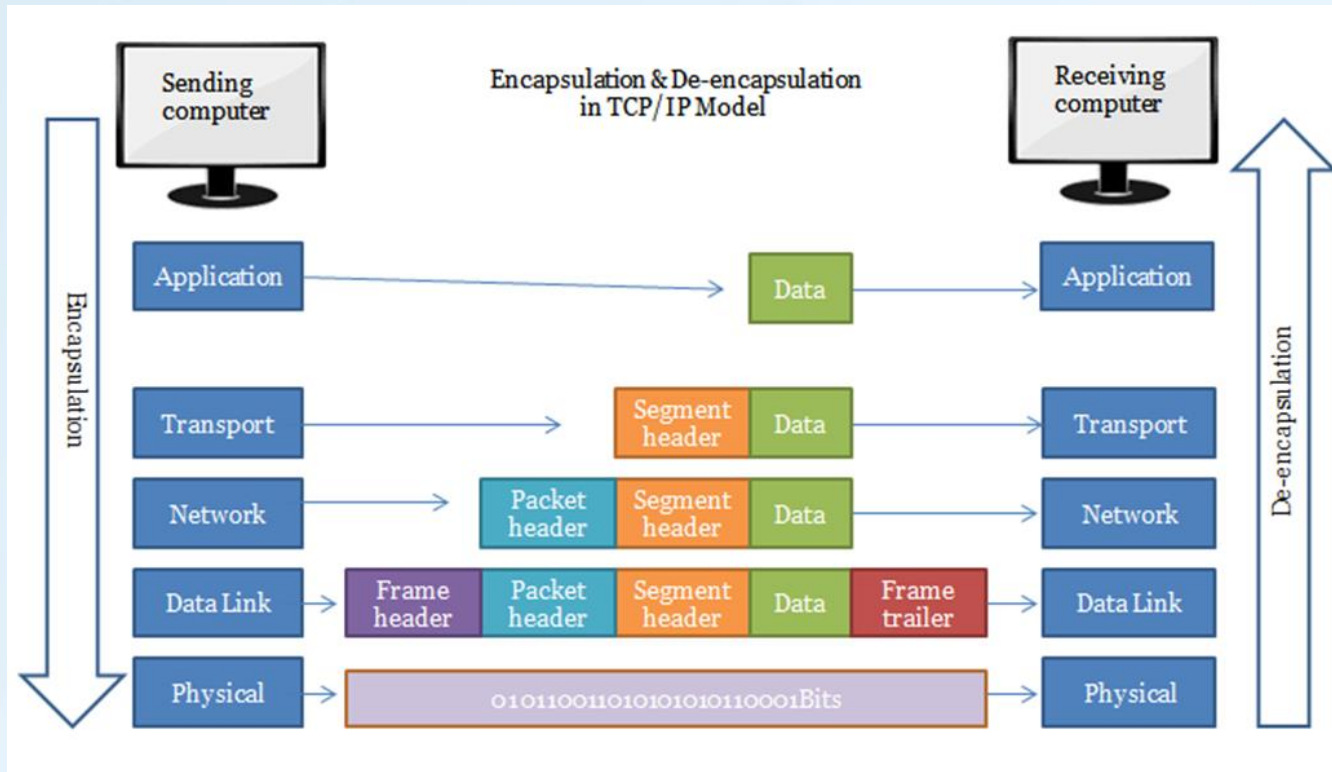 Sending
computer
Encapsulation & De-encapsulation
in TCP/IP Model
Receiving
computer
Encapsulation
De-encapsulation
Application
Data
Application
Transport
Segment
header
Data
Transport
Network
Packet
header
Segment
header
Data
Network
Data Link
Frame
header
Packet
header
Segment
header
Data
Frame
trailer
Data Link
Physical
010110011010101010110001Bits
Physical